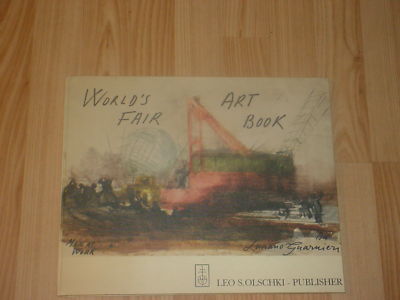 WORLD'S FAIR
ART BOOK
Luciano Guarnieri
LEO S. OLSCHKI - PUBLISHER